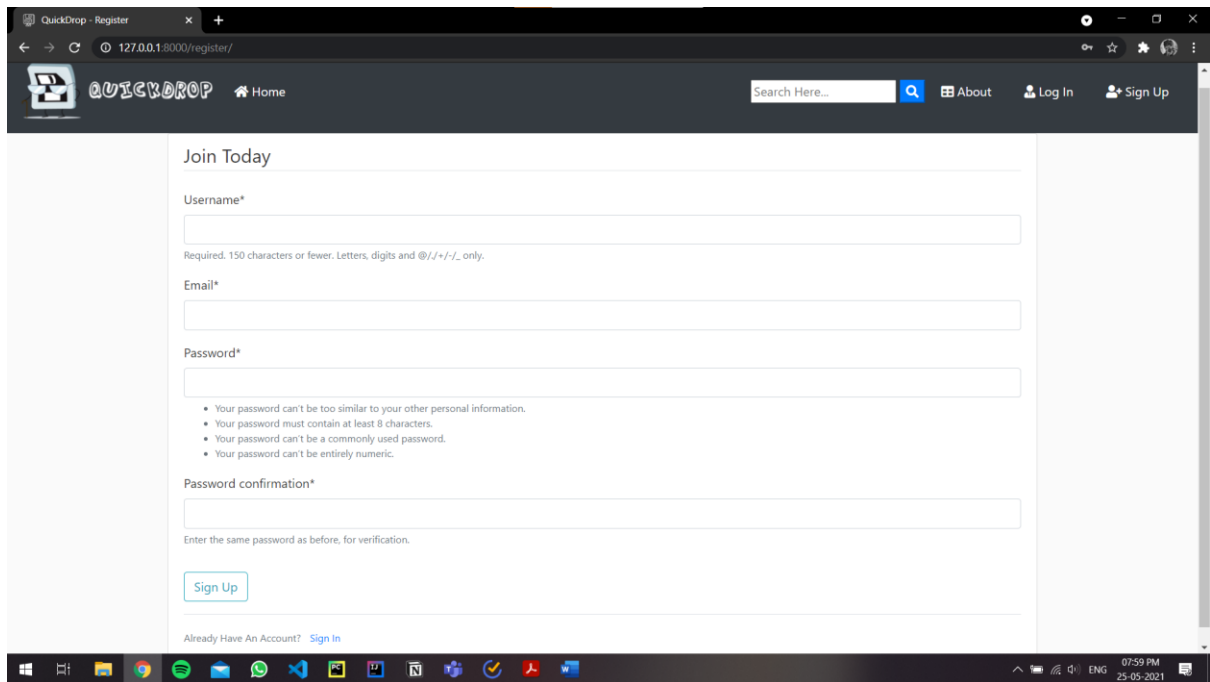 QuickDrop - Register
127.0.0.1:8000/register/
QUICKDROP Home Search Here... About Log In Sign Up
Join Today
Username*
Required. 150 characters or fewer. Letters, digits and @/./+/-/_ only.
Email*
Password*
Your password can't be too similar to your other personal information.
Your password must contain at least 8 characters.
Your password can't be a commonly used password.
Your password can't be entirely numeric.
Password confirmation*
Enter the same password as before, for verification.
Sign Up
Already Have An Account? Sign In
ENG 07:59 PM
25-05-2021